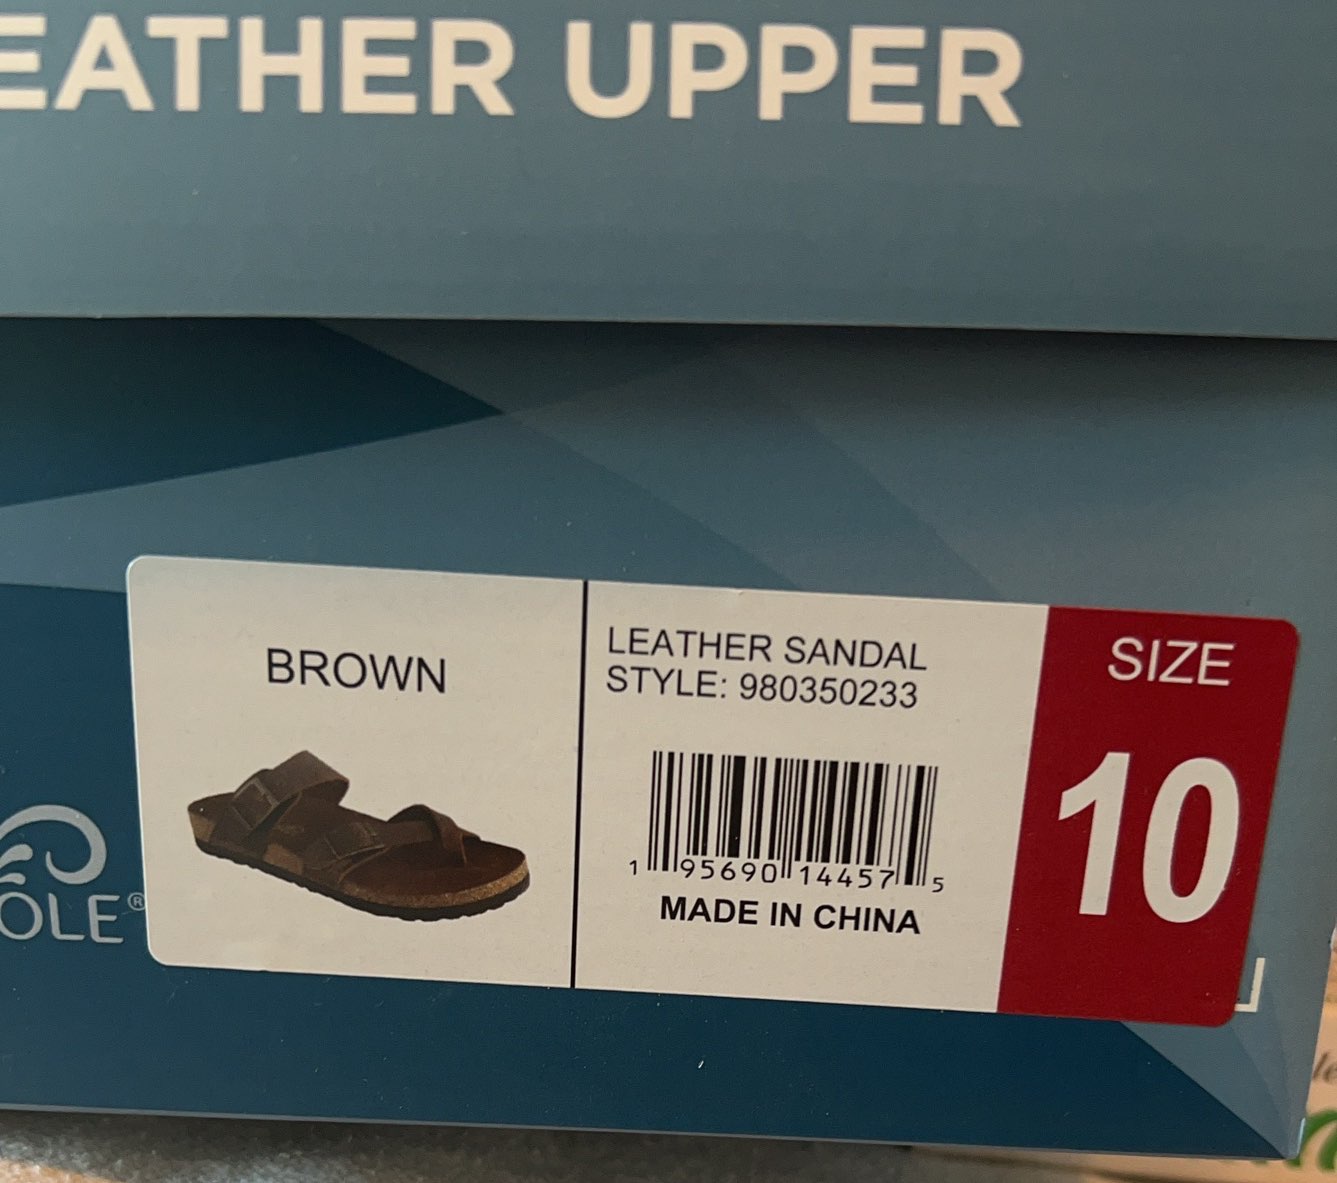 EATHER UPPER
BROWN
LEATHER SANDAL
STYLE: 980350233
SIZE
10
1 95690 14457 5
MADE IN CHINA
OLE®